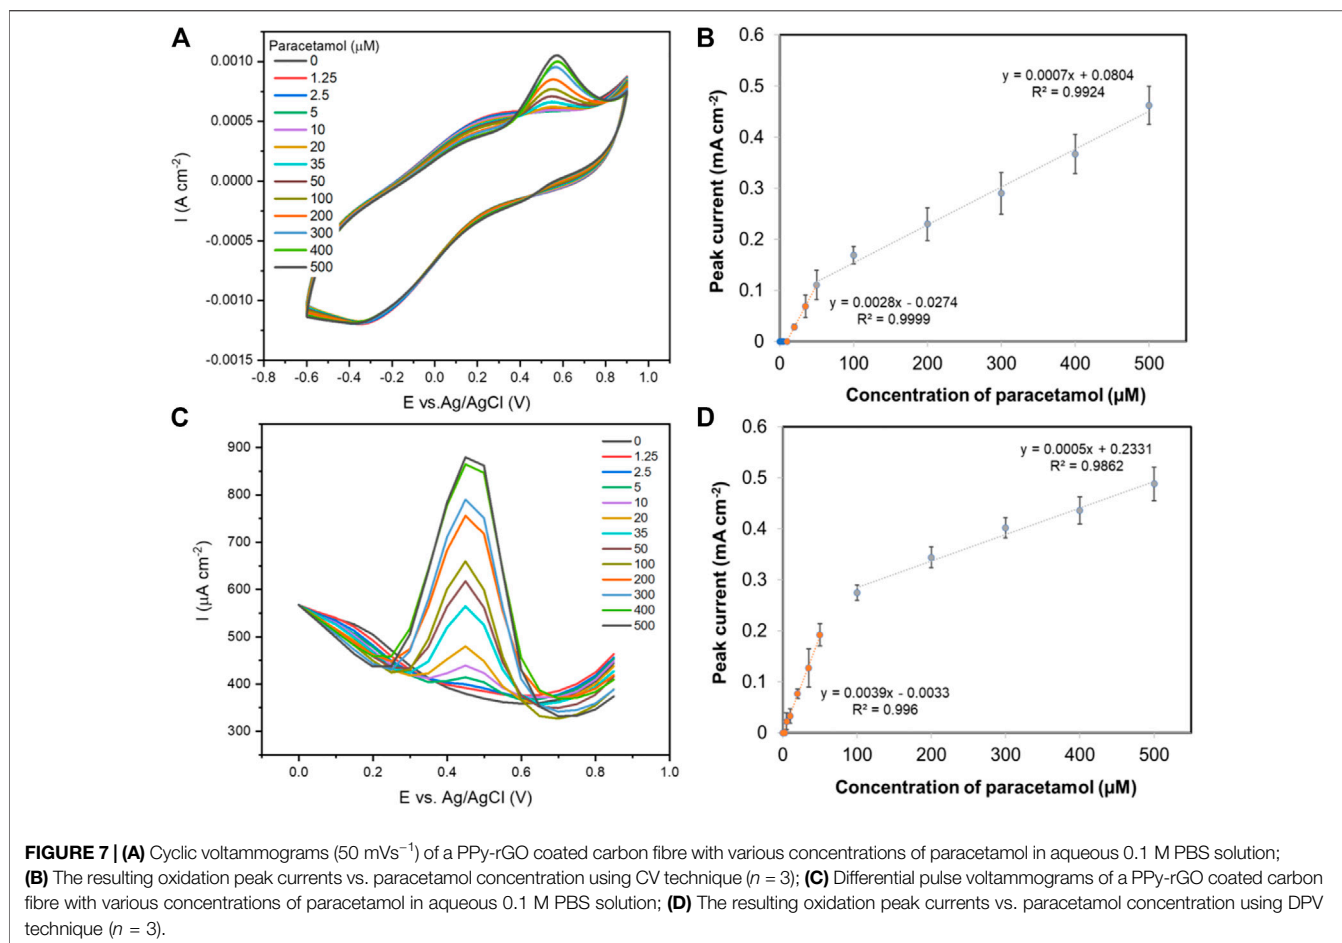 A
Paracetamol (μM)
0
1.25
2.5
5
10
20
35
50
100
200
300
400
500
0.0010
0.0005
0.0000
-0.0005
-0.0010
-0.0015
I (A cm-2)
-0.8 -0.6 -0.4 -0.2 0.0 0.2 0.4 0.6 0.8 1.0
E vs.Ag/AgCl (V)
B
y = 0.0007x + 0.0804
R² = 0.9924
y = 0.0028x - 0.0274
R² = 0.9999
0.6
0.5
0.4
0.3
0.2
0.1
0
Peak current (mA cm-2)
0 100 200 300 400 500
Concentration of paracetamol (μM)
C
900
800
700
600
500
400
300
I (μA cm-2)
0
1.25
2.5
5
10
20
35
50
100
200
300
400
500
0.0 0.2 0.4 0.6 0.8 1.0
E vs. Ag/AgCl (V)
D
y = 0.0005x + 0.2331
R² = 0.9862
y = 0.0039x - 0.0033
R² = 0.996
0.6
0.5
0.4
0.3
0.2
0.1
0
Peak current (mA cm-2)
0 100 200 300 400 500
Concentration of paracetamol (μM)
FIGURE 7 | (A) Cyclic voltammograms (50 mVs−1) of a PPy-rGO coated carbon fibre with various concentrations of paracetamol in aqueous 0.1 M PBS solution;
(B) The resulting oxidation peak currents vs. paracetamol concentration using CV technique (n = 3); (C) Differential pulse voltammograms of a PPy-rGO coated carbon
fibre with various concentrations of paracetamol in aqueous 0.1 M PBS solution; (D) The resulting oxidation peak currents vs. paracetamol concentration using DPV
technique (n = 3).